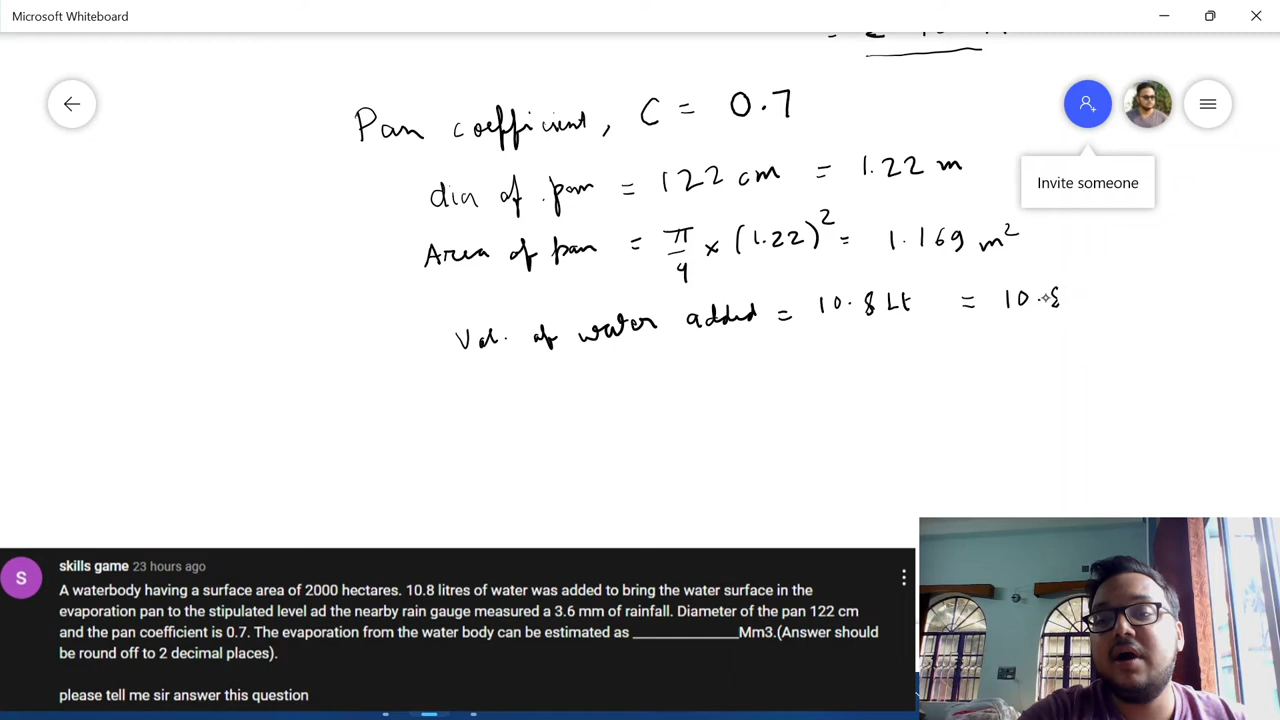 Microsoft Whiteboard
Pan coefficient, C = 0.7
Invite someone
dia of pan = 122 cm = 1.22 m
Area of pan = π/4 × (1.22)² = 1.169 m²
Vol. of water added = 10.8 Lt = 10.8
S
skills game 23 hours ago
A waterbody having a surface area of 2000 hectares. 10.8 litres of water was added to bring the water surface in the
evaporation pan to the stipulated level ad the nearby rain gauge measured a 3.6 mm of rainfall. Diameter of the pan 122 cm
and the pan coefficient is 0.7. The evaporation from the water body can be estimated as ______________Mm3.(Answer should
be round off to 2 decimal places).
please tell me sir answer this question